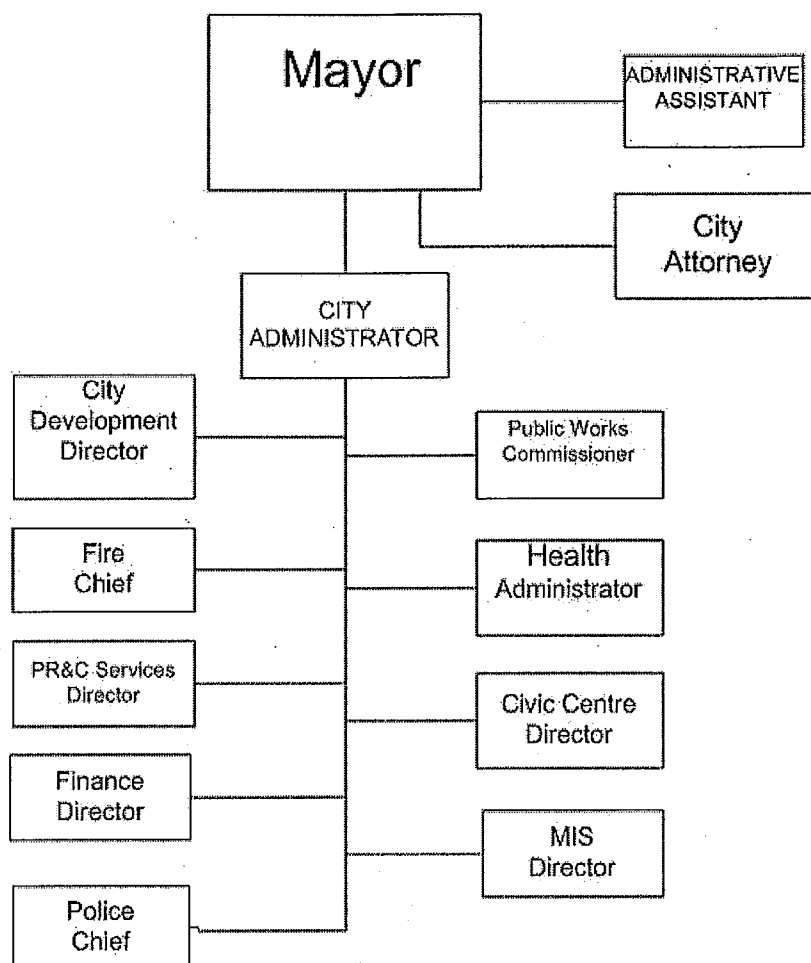 Mayor
ADMINISTRATIVE
ASSISTANT
City
Attorney
CITY
ADMINISTRATOR
City
Development
Director
Public Works
Commissioner
Fire
Chief
Health
Administrator
PR&C Services
Director
Civic Centre
Director
Finance
Director
MIS
Director
Police
Chief